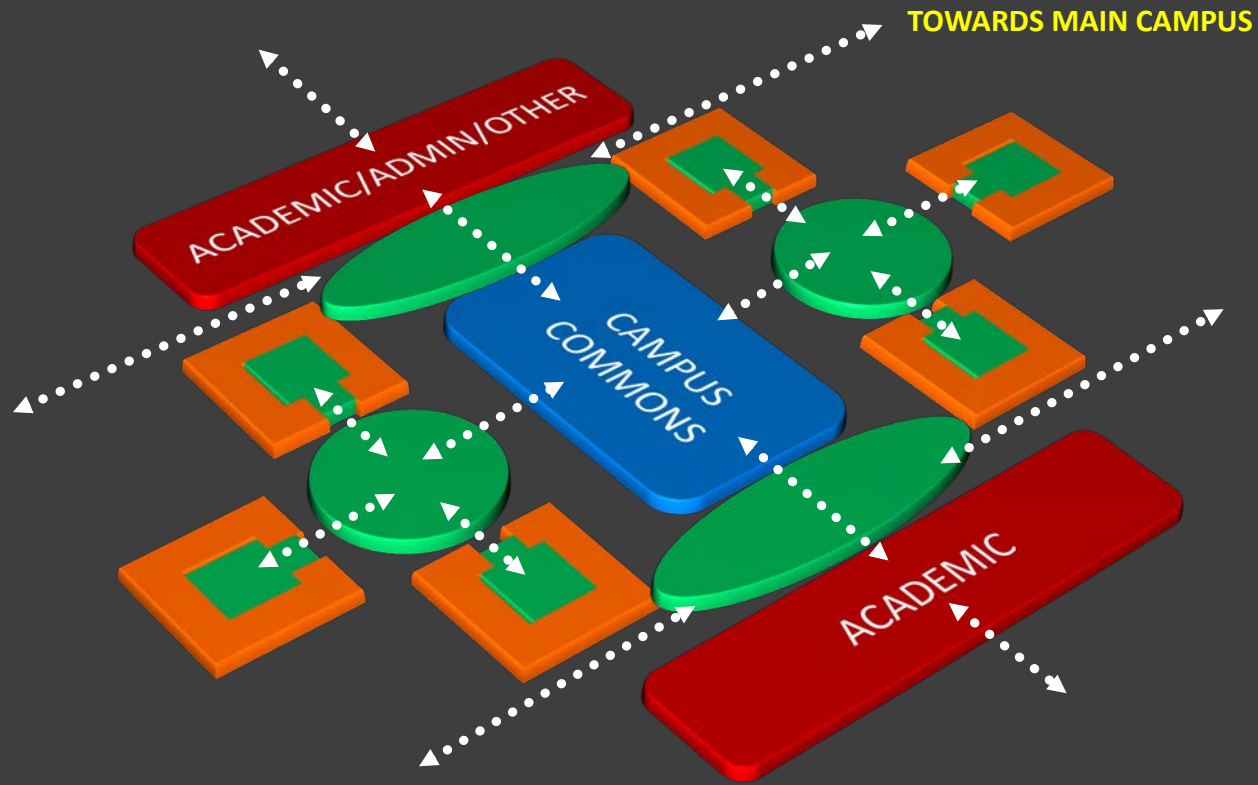 TOWARDS MAIN CAMPUS
ACADEMIC/ADMIN/OTHER
CAMPUS
COMMONS
ACADEMIC